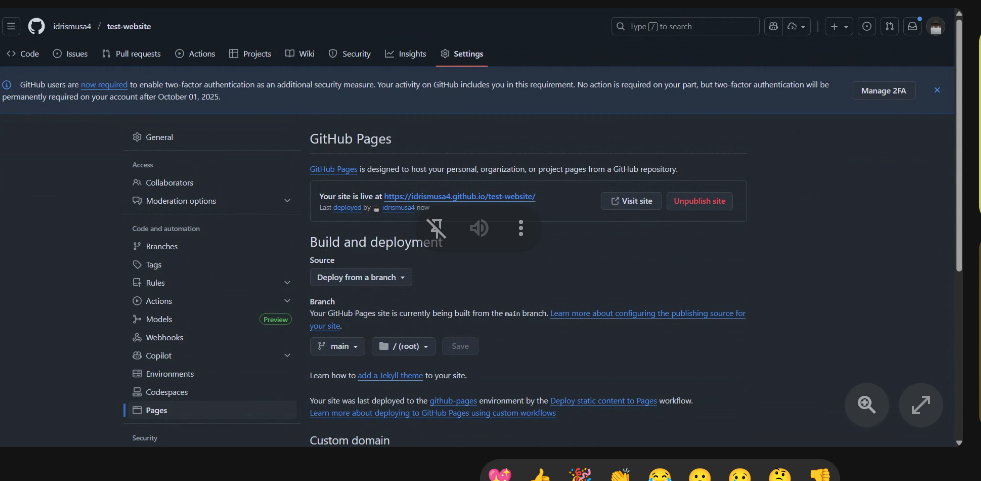 idrismusa4 / test-website
Type / to search
Code Issues Pull requests Actions Projects Wiki Security Insights Settings
GitHub users are now required to enable two-factor authentication as an additional security measure. Your activity on GitHub includes you in this requirement. No action is required on your part, but two-factor authentication will be
permanently required on your account after October 01, 2025.
Manage 2FA
General
Access
Collaborators
Moderation options
Code and automation
Branches
Tags
Rules
Actions
Models Preview
Webhooks
Copilot
Environments
Codespaces
Pages
Security
GitHub Pages
GitHub Pages is designed to host your personal, organization, or project pages from a GitHub repository.
Your site is live at https://idrismusa4.github.io/test-website/
Last deployed by idrismusa4 now
Visit site
Unpublish site
Build and deployment
Source
Deploy from a branch
Branch
Your GitHub Pages site is currently being built from the main branch. Learn more about configuring the publishing source for
your site.
main / (root) Save
Learn how to add a Jekyll theme to your site.
Your site was last deployed to the github-pages environment by the Deploy static content to Pages workflow.
Learn more about deploying to GitHub Pages using custom workflows
Custom domain